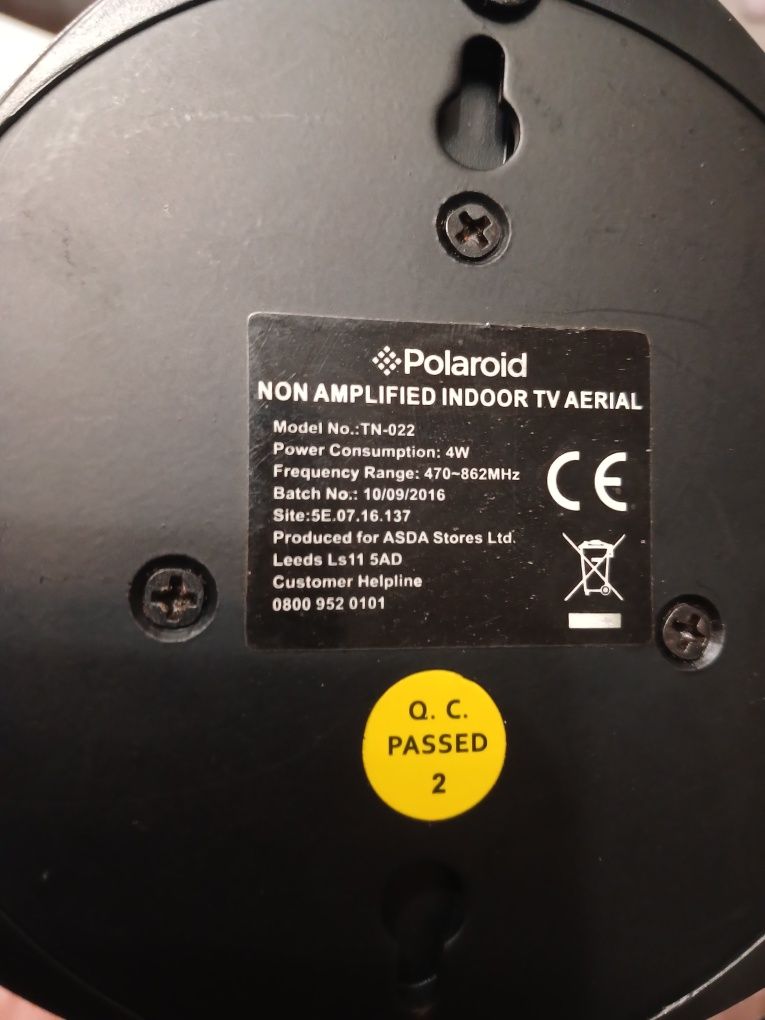 Polaroid
NON AMPLIFIED INDOOR TV AERIAL
Model No.:TN-022
Power Consumption: 4W
Frequency Range: 470~862MHz
Batch No.: 10/09/2016
Site:5E.07.16.137
Produced for ASDA Stores Ltd.
Leeds Ls11 5AD
Customer Helpline
0800 952 0101
CE
Q. C.
PASSED
2